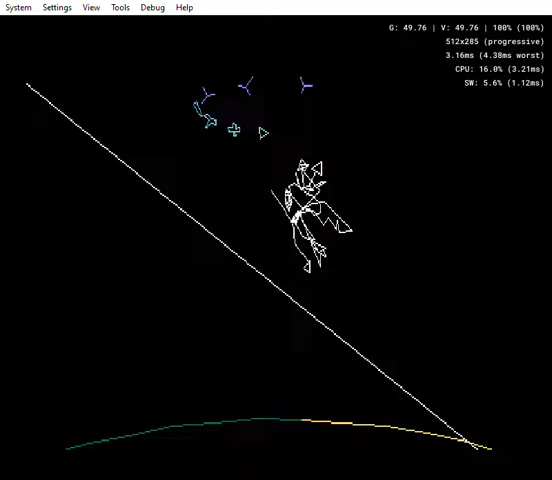 System Settings View Tools Debug Help
G: 49.76 | V: 49.76 | 100% (100%)
512x285 (progressive)
3.16ms (4.38ms worst)
CPU: 16.0% (3.21ms)
SW: 5.6% (1.12ms)